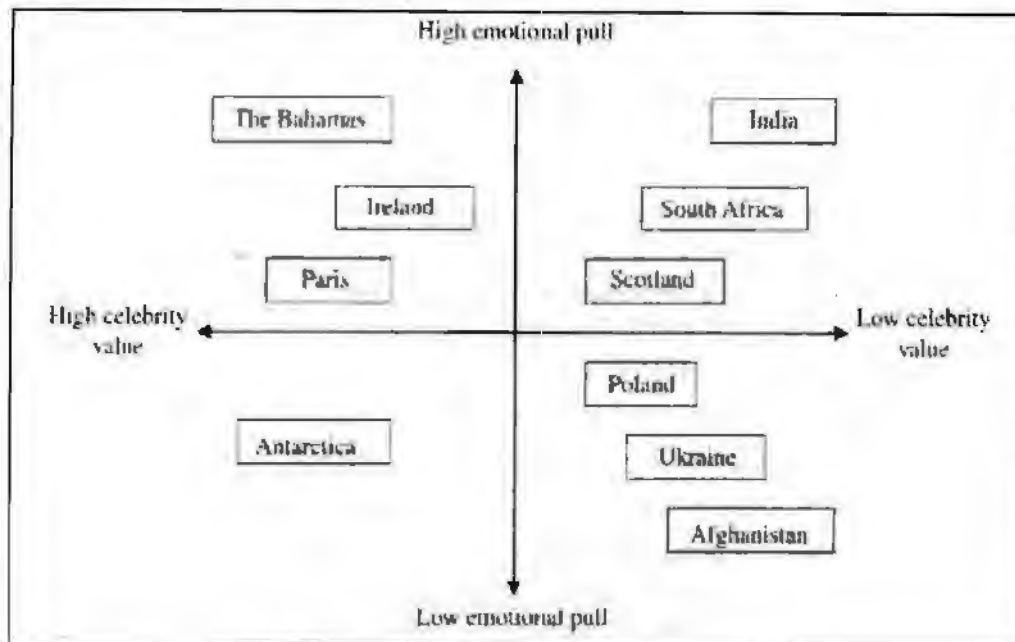 High emotional pull
The Bahamas
India
Ireland
South Africa
Paris
Scotland
High celebrity
value
Low celebrity
value
Poland
Antarctica
Ukraine
Afghanistan
Low emotional pull